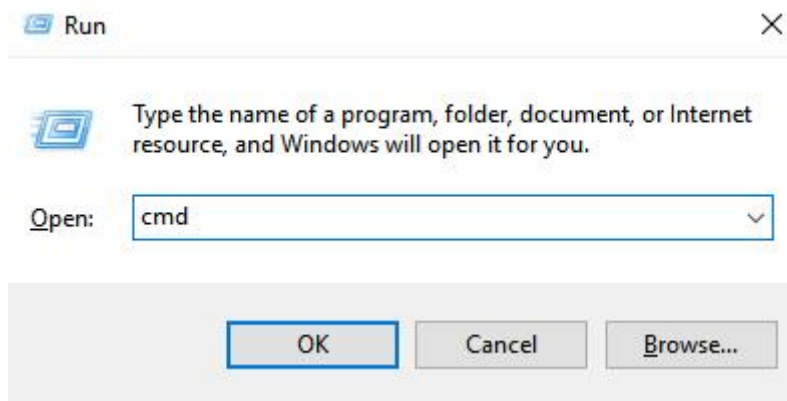 Run
Type the name of a program, folder, document, or Internet
resource, and Windows will open it for you.
Open: cmd
OK Cancel Browse...